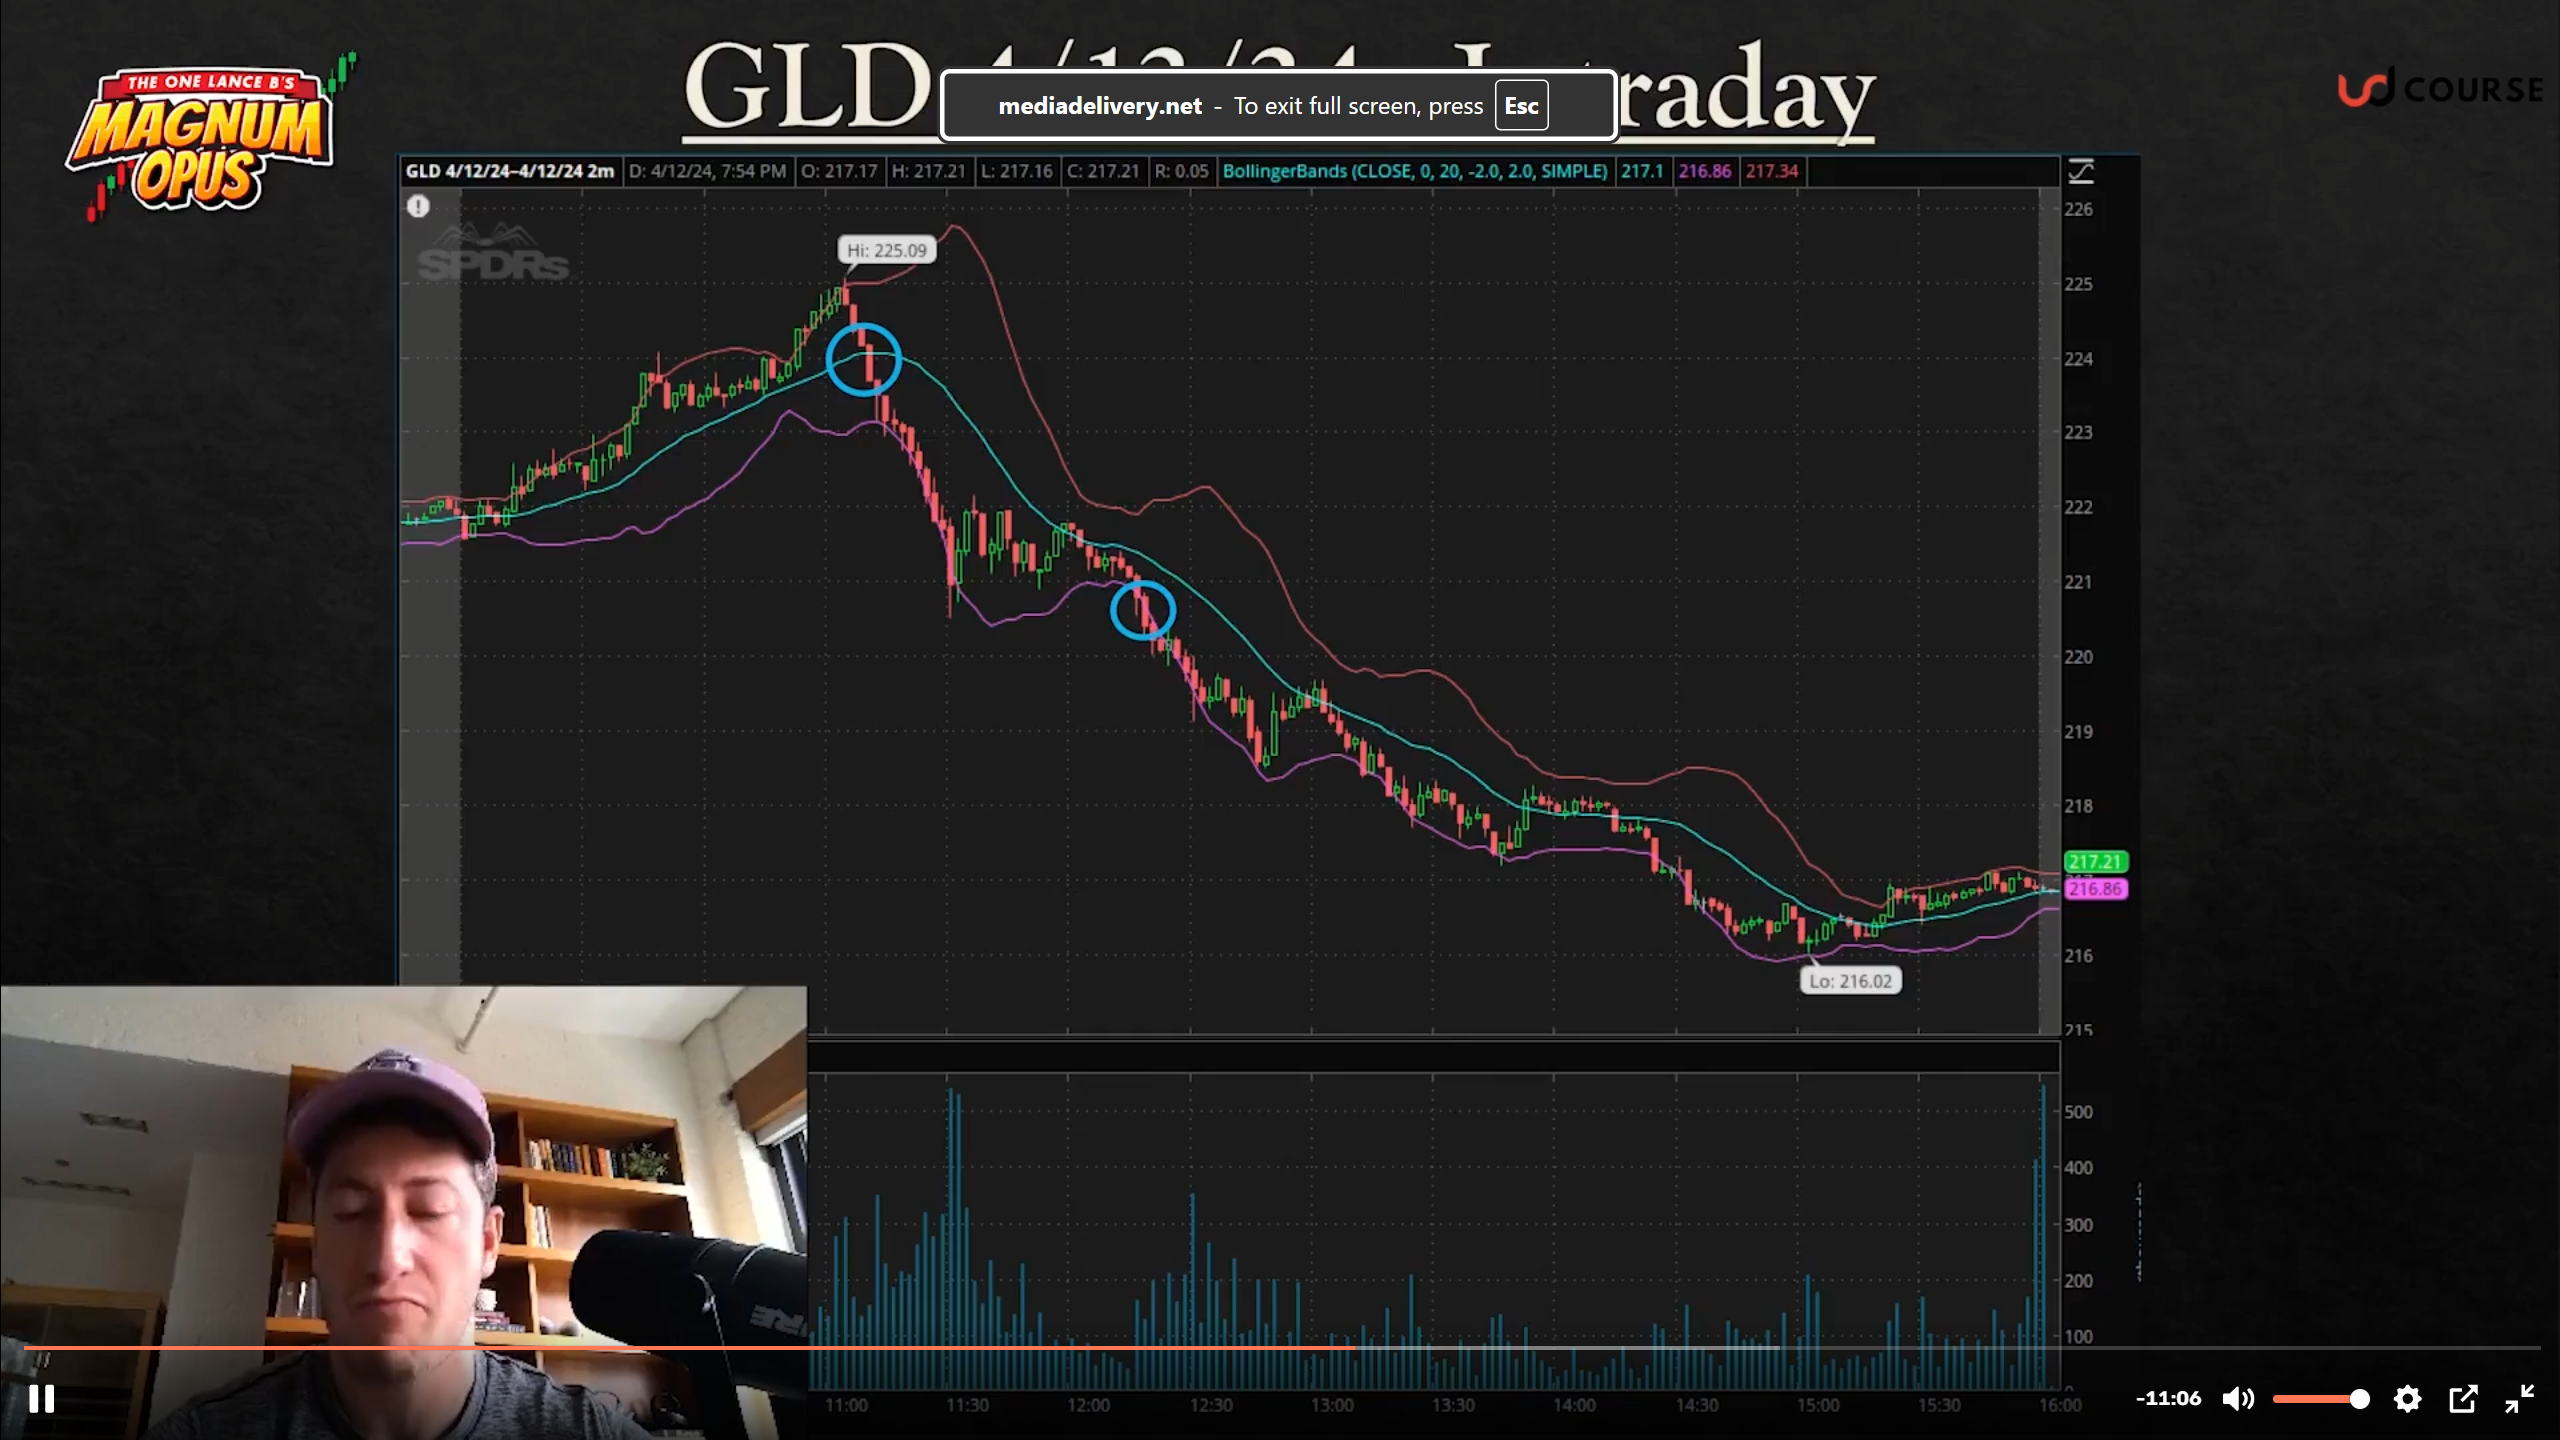 GLD 4/12/24 Intraday
mediadelivery.net - To exit full screen, press Esc
THE ONE LANCE B'S
MAGNUM
OPUS
COURSE
GLD 4/12/24–4/12/24 2m D: 4/12/24, 7:54 PM O: 217.17 H: 217.21 L: 217.16 C: 217.21 R: 0.05 BollingerBands (CLOSE, 0, 20, -2.0, 2.0, SIMPLE) 217.1 216.86 217.34
SPDRs
Hi: 225.09
226
225
224
223
222
221
220
219
218
217.21
216.86
216
Lo: 216.02
215
500
400
300
200
100
11:00 11:30 12:00 12:30 13:00 13:30 14:00 14:30 15:00 15:30 16:00
-11:06